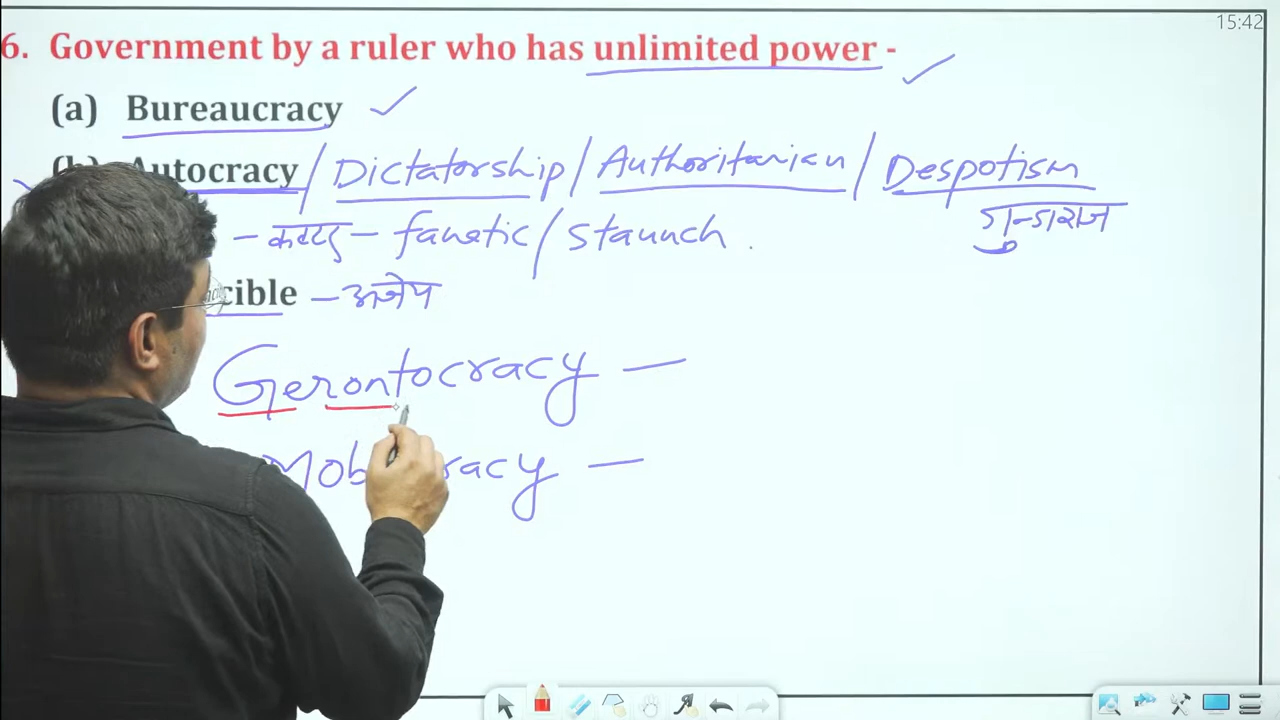 15:42
6. Government by a ruler who has unlimited power -
(a) Bureaucracy
(b) Autocracy / Dictatorship / Authoritarian / Despotism
- कट्टर - fanatic / staunch .
cible - अजेय
Gerontocracy -
Mobocracy -